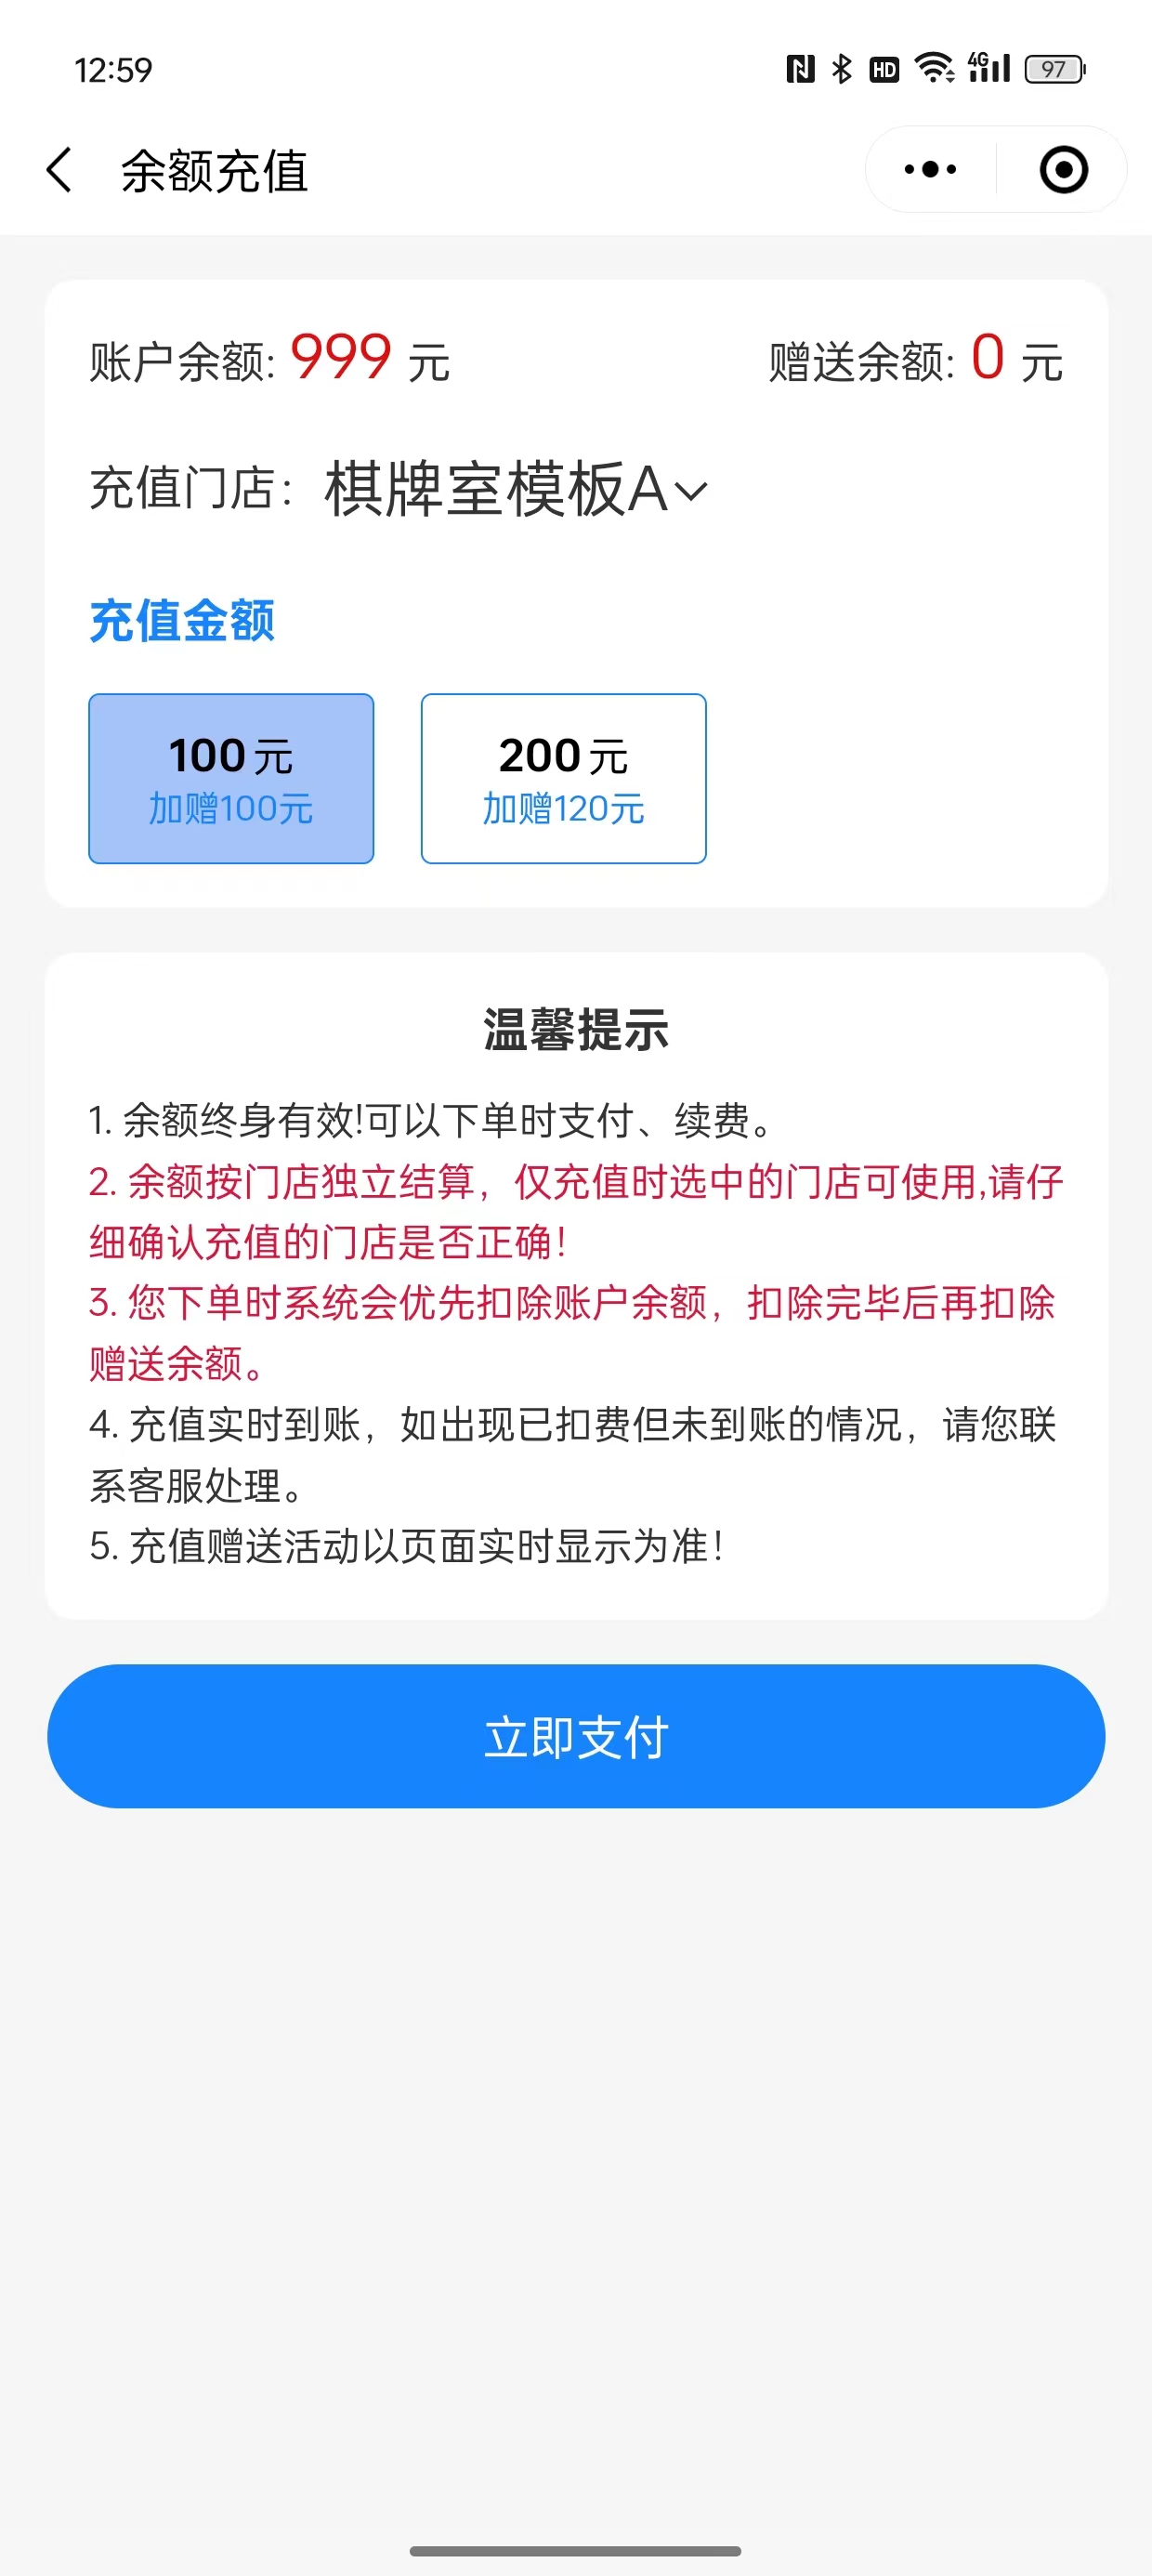 12:59
HD 4G 97
余额充值
账户余额: 999 元 赠送余额: 0 元
充值门店： 棋牌室模板A
充值金额
100元 200元
加赠100元 加赠120元
温馨提示
1. 余额终身有效!可以下单时支付、续费。
2. 余额按门店独立结算，仅充值时选中的门店可使用,请仔
细确认充值的门店是否正确！
3. 您下单时系统会优先扣除账户余额，扣除完毕后再扣除
赠送余额。
4. 充值实时到账，如出现已扣费但未到账的情况，请您联
系客服处理。
5. 充值赠送活动以页面实时显示为准！
立即支付